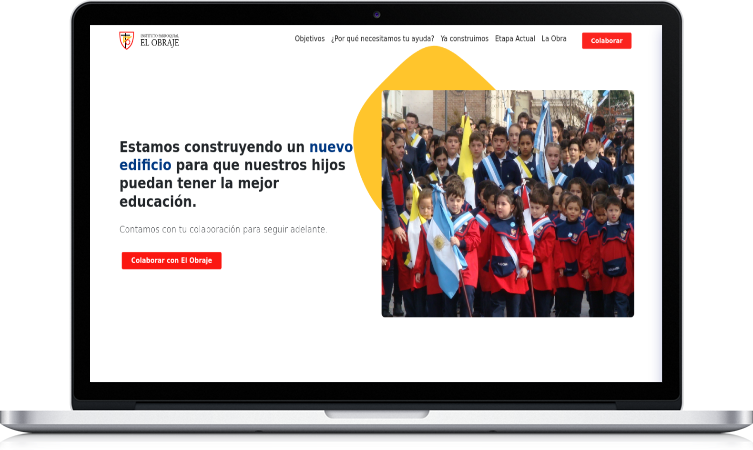 INSTITUTO PARROQUIAL
EL OBRAJE
Objetivos ¿Por qué necesitamos tu ayuda? Ya construimos Etapa Actual La Obra Colaborar
Estamos construyendo un nuevo
edificio para que nuestros hijos
puedan tener la mejor
educación.
Contamos con tu colaboración para seguir adelante.
Colaborar con El Obraje